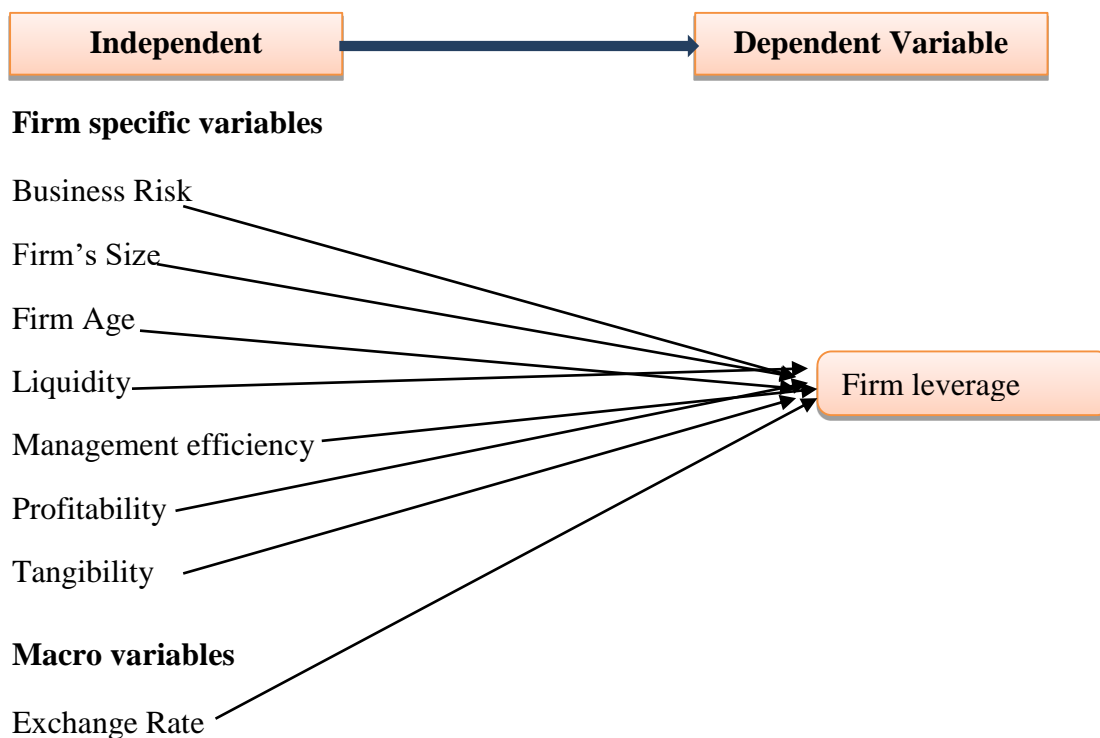 Independent
Dependent Variable
Firm specific variables
Business Risk
Firm’s Size
Firm Age
Liquidity
Firm leverage
Management efficiency
Profitability
Tangibility
Macro variables
Exchange Rate